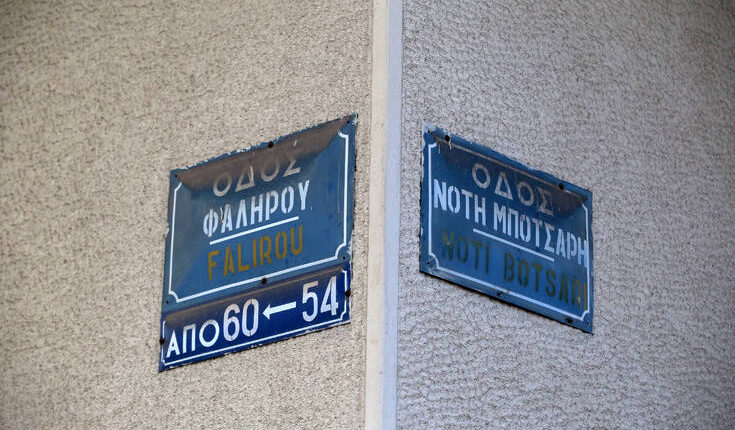 ΟΔΟΣ
ΦΑΛΗΡΟΥ
FALIROU
ΑΠΟ 60 ← 54
ΟΔΟΣ
ΝΟΤΗ ΜΠΟΤΣΑΡΗ
NOTI BOTSARI